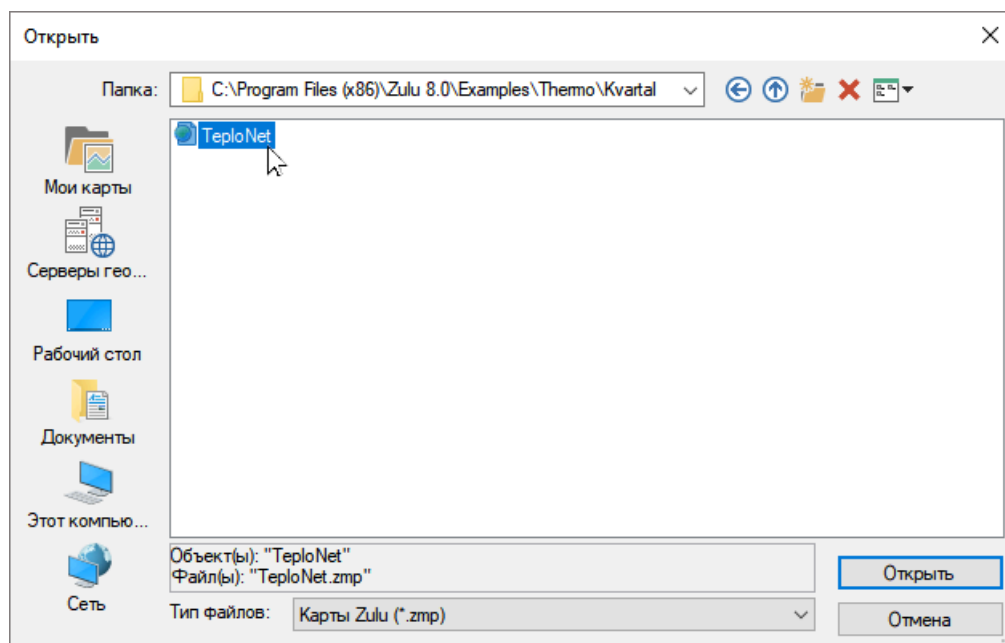 Открыть
Папка: C:\Program Files (x86)\Zulu 8.0\Examples\Thermo\Kvartal
TeploNet
Мои карты
Серверы гео...
Рабочий стол
Документы
Этот компью...
Сеть
Объект(ы): "TeploNet"
Файл(ы): "TeploNet.zmp"
Открыть
Тип файлов: Карты Zulu (*.zmp)
Отмена